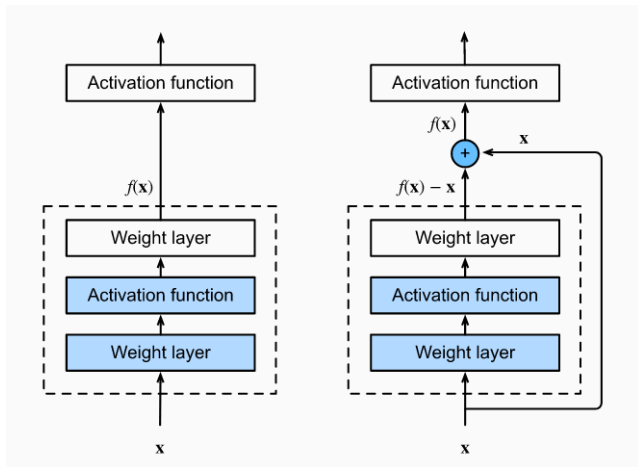 Activation function
f(x)
Weight layer
Activation function
Weight layer
x
Activation function
f(x)
x
+
f(x) − x
Weight layer
Activation function
Weight layer
x